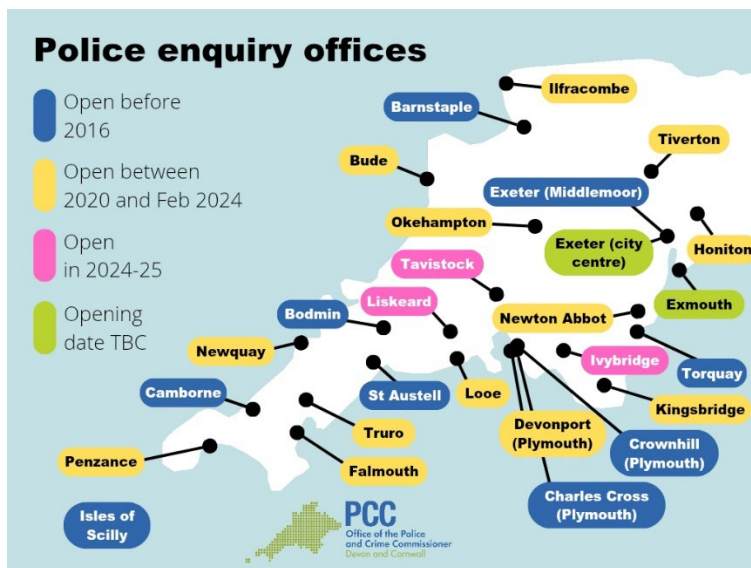 Police enquiry offices
Open before
2016
Open between
2020 and Feb 2024
Open
in 2024-25
Opening
date TBC
Ilfracombe
Barnstaple
Tiverton
Bude
Exeter (Middlemoor)
Okehampton
Exeter (city
centre)
Honiton
Tavistock
Exmouth
Liskeard
Bodmin
Newton Abbot
Newquay
Ivybridge
Torquay
Camborne
St Austell
Looe
Kingsbridge
Truro
Devonport
(Plymouth)
Crownhill
(Plymouth)
Penzance
Falmouth
Charles Cross
(Plymouth)
Isles of
Scilly
PCC
Office of the Police
and Crime Commissioner
Devon and Cornwall